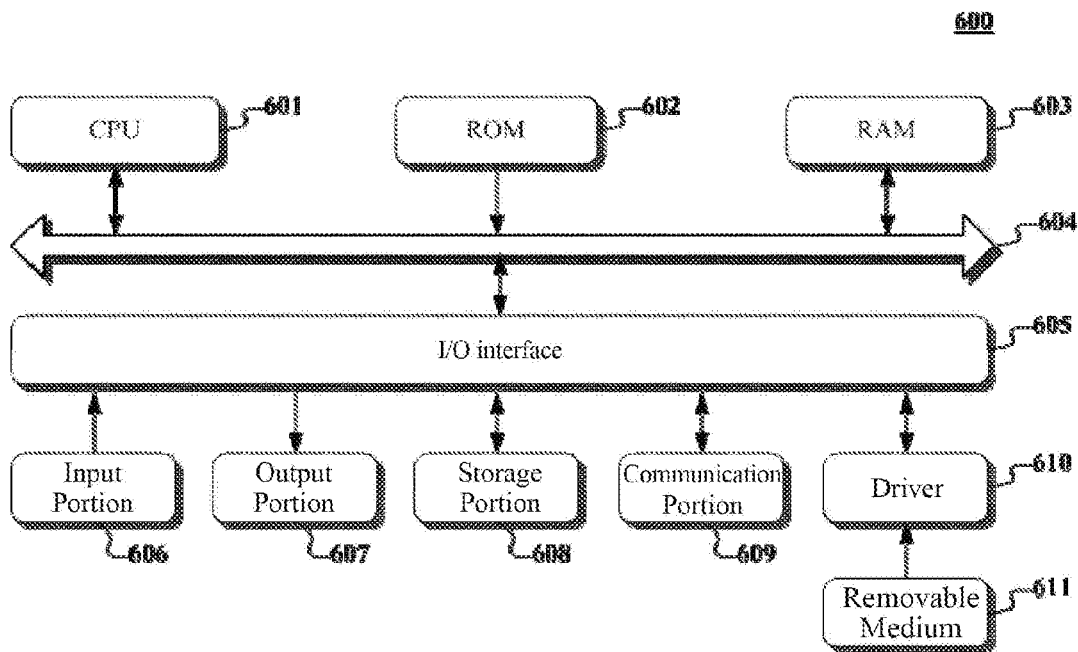 600
CPU
601
ROM
602
RAM
603
604
I/O interface
605
Input
Portion
606
Output
Portion
607
Storage
Portion
608
Communication
Portion
609
Driver
610
Removable
Medium
611